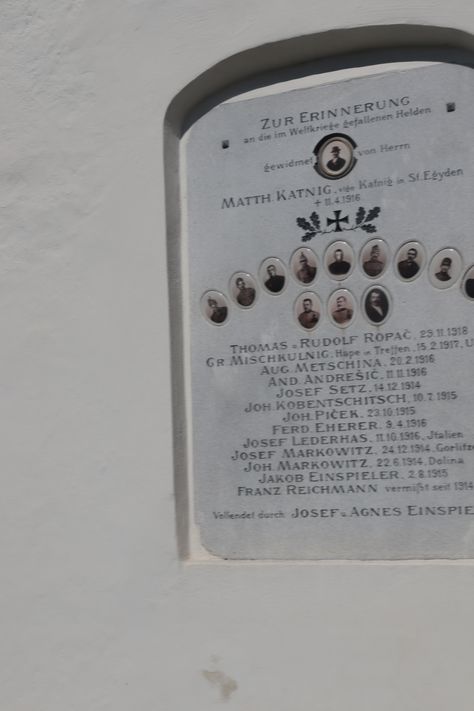 ZUR ERINNERUNG
an die im Weltkriege gefallenen Helden
gewidmet von Herrn
MATTH. KATNIG, vlgo Katnig in St. Egyden
+ 11.4.1916
THOMAS u. RUDOLF ROPAČ, 29.11.1918
GR. MISCHKULNIG, Hape in Treffen, 15.2.1917, U
AUG. METSCHINA, 20.2.1916
AND. ANDREŠIČ, 11.11.1916
JOSEF SETZ, 14.12.1914
JOH. KOBENTSCHITSCH, 10.7.1915
JOH. PIČEK, 23.10.1915
FERD. EHERER, 9.4.1916
JOSEF LEDERHAS, 11.10.1916, Jtalien
JOSEF MARKOWITZ, 24.12.1914, Gorlitz
JOH. MARKOWITZ, 22.6.1914, Dolina
JAKOB EINSPIELER, 2.8.1915
FRANZ REICHMANN vermißt seit 1914
Vollendet durch JOSEF u. AGNES EINSPIE